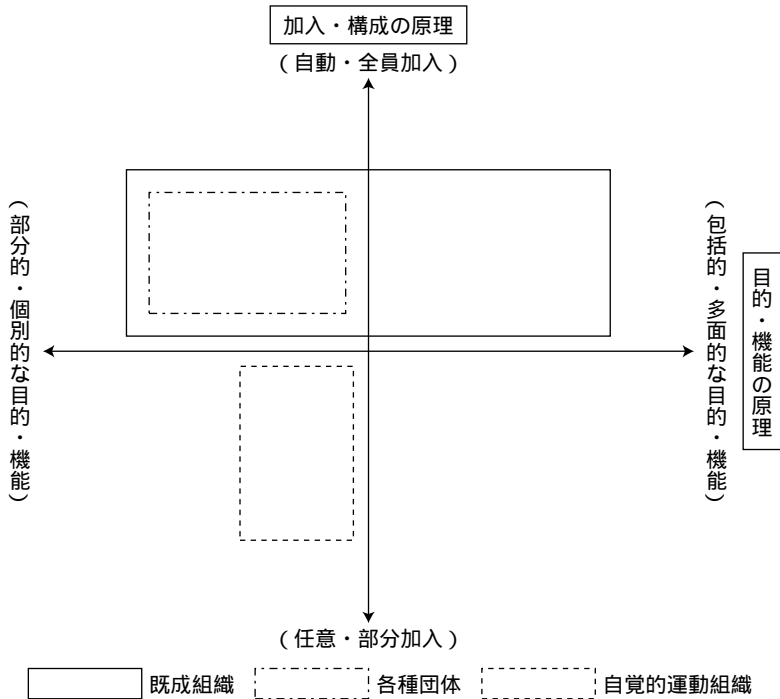 加入・構成の原理
（自動・全員加入）
（部分的・個別的な目的・機能）
（包括的・多面的な目的・機能）
目的・機能の原理
（任意・部分加入）
既成組織
各種団体
自覚的運動組織